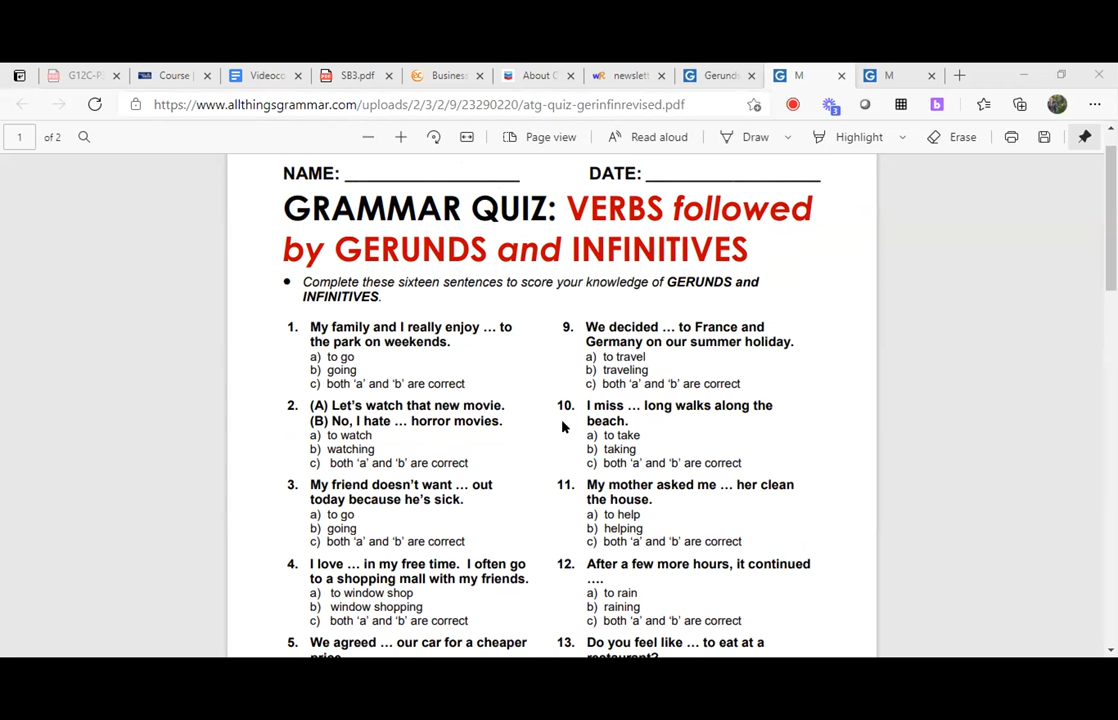 G12C-P
Course
Videoco
SB3.pdf
Business
About C
newslett
Gerund
M
M
https://www.allthingsgrammar.com/uploads/2/3/2/9/23290220/atg-quiz-gerinfinrevised.pdf
3
1 of 2
Page view
Read aloud
Draw
Highlight
Erase
NAME: ____________________ DATE: ____________________
GRAMMAR QUIZ: VERBS followed
by GERUNDS and INFINITIVES
• Complete these sixteen sentences to score your knowledge of GERUNDS and
INFINITIVES.
1. My family and I really enjoy … to
the park on weekends.
a) to go
b) going
c) both ‘a’ and ‘b’ are correct
2. (A) Let’s watch that new movie.
(B) No, I hate … horror movies.
a) to watch
b) watching
c) both ‘a’ and ‘b’ are correct
3. My friend doesn’t want … out
today because he’s sick.
a) to go
b) going
c) both ‘a’ and ‘b’ are correct
4. I love … in my free time. I often go
to a shopping mall with my friends.
a) to window shop
b) window shopping
c) both ‘a’ and ‘b’ are correct
5. We agreed … our car for a cheaper
price.
9. We decided … to France and
Germany on our summer holiday.
a) to travel
b) traveling
c) both ‘a’ and ‘b’ are correct
10. I miss … long walks along the
beach.
a) to take
b) taking
c) both ‘a’ and ‘b’ are correct
11. My mother asked me … her clean
the house.
a) to help
b) helping
c) both ‘a’ and ‘b’ are correct
12. After a few more hours, it continued
….
a) to rain
b) raining
c) both ‘a’ and ‘b’ are correct
13. Do you feel like … to eat at a
restaurant?